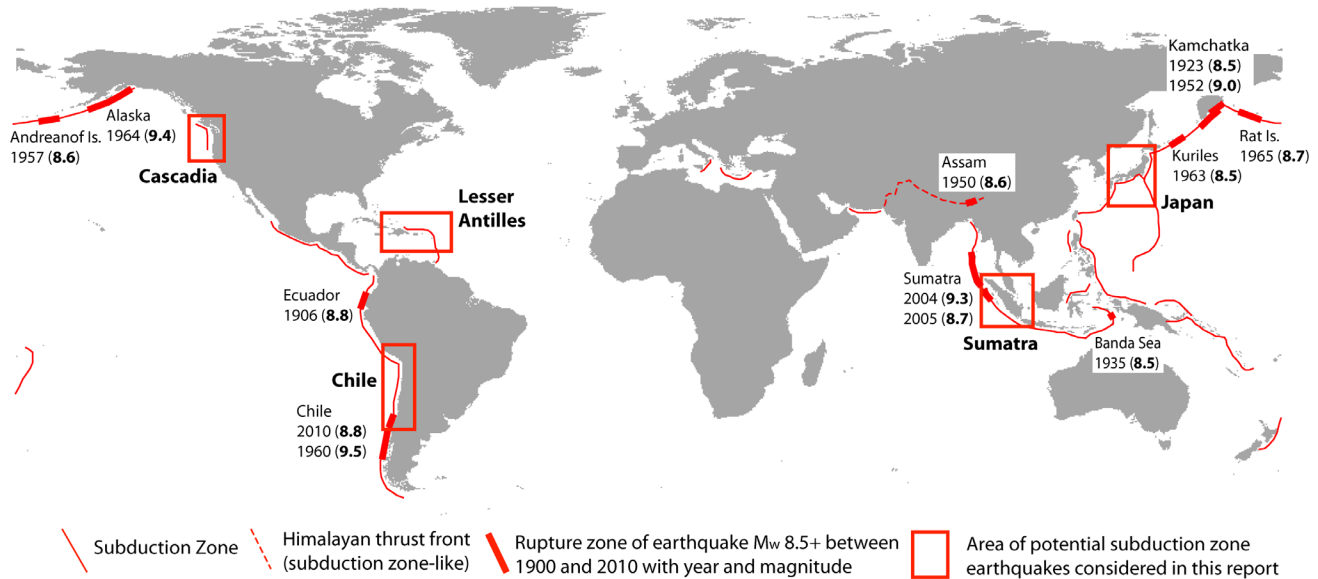 Kamchatka
1923 (8.5)
1952 (9.0)
Alaska
1964 (9.4)
Andreanof Is.
1957 (8.6)
Cascadia
Rat Is.
1965 (8.7)
Kuriles
1963 (8.5)
Assam
1950 (8.6)
Japan
Lesser
Antilles
Ecuador
1906 (8.8)
Sumatra
2004 (9.3)
2005 (8.7)
Sumatra
Banda Sea
1935 (8.5)
Chile
Chile
2010 (8.8)
1960 (9.5)
Subduction Zone
Himalayan thrust front
(subduction zone-like)
Rupture zone of earthquake Mw 8.5+ between
1900 and 2010 with year and magnitude
Area of potential subduction zone
earthquakes considered in this report